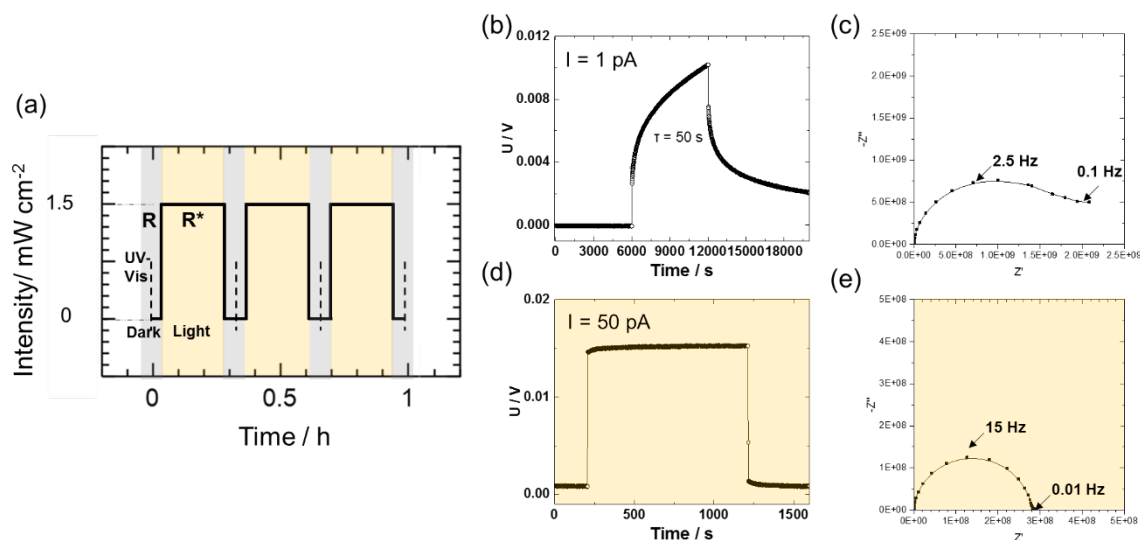 (a)
Intensity/ mW cm-2
1.5
0
R
R*
UV-
Vis
Dark
Light
0
0.5
1
Time / h
(b)
I = 1 pA
τ = 50 s
U / V
0.012
0.008
0.004
0.000
0
3000
6000
9000
12000
15000
18000
Time / s
(c)
-Z"
2.5E+09
2.0E+09
1.5E+09
1.0E+09
5.0E+08
0.0E+00
2.5 Hz
0.1 Hz
0.0E+00
5.0E+08
1.0E+09
1.5E+09
2.0E+09
2.5E+09
Z'
(d)
I = 50 pA
U / V
0.02
0.01
0.00
0
500
1000
1500
Time / s
(e)
-Z"
5E+08
4E+08
3E+08
2E+08
1E+08
0E+00
15 Hz
0.01 Hz
0E+00
1E+08
2E+08
3E+08
4E+08
5E+08
Z'